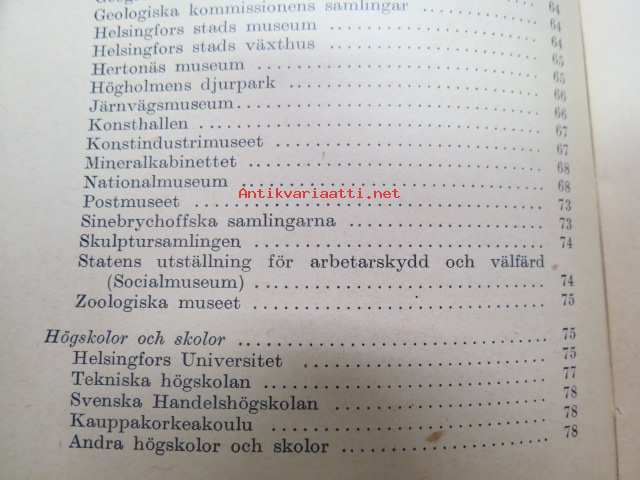 Geologiska kommissionens samlingar ........ 64
Helsingfors stads museum ........ 64
Helsingfors stads växthus ........ 64
Hertonäs museum ........ 65
Högholmens djurpark ........ 65
Järnvägsmuseum ........ 66
Konsthallen ........ 66
Konstindustrimuseet ........ 67
Mineralkabinettet ........ 67
Nationalmuseum ........ 68
Antikvariaatti.net
Postmuseet ........ 68
Sinebrychoffska samlingarna ........ 73
Skulptursamlingen ........ 73
Statens utställning för arbetarskydd och välfärd 74
(Socialmuseum) ........ 74
Zoologiska museet ........ 75
Högskolor och skolor ........ 75
Helsingfors Universitet ........ 75
Tekniska högskolan ........ 77
Svenska Handelshögskolan ........ 78
Kauppakorkeakoulu ........ 78
Andra högskolor och skolor ........ 78